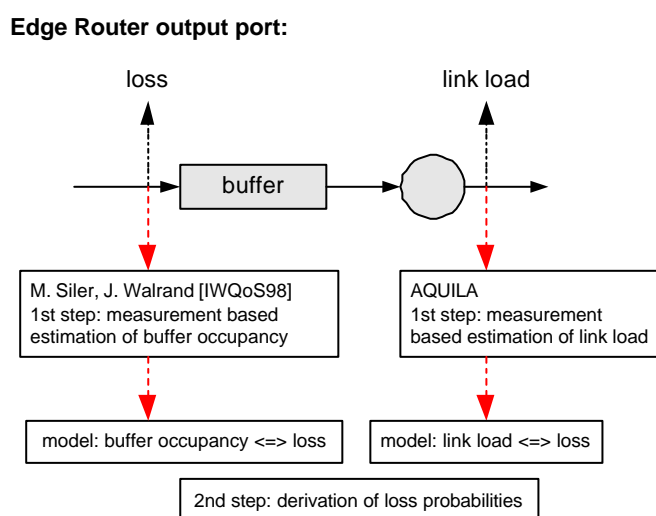 Edge Router output port:
loss
link load
buffer
M. Siler, J. Walrand [IWQoS98]
1st step: measurement based
estimation of buffer occupancy
AQUILA
1st step: measurement
based estimation of link load
model: buffer occupancy <=> loss
model: link load <=> loss
2nd step: derivation of loss probabilities